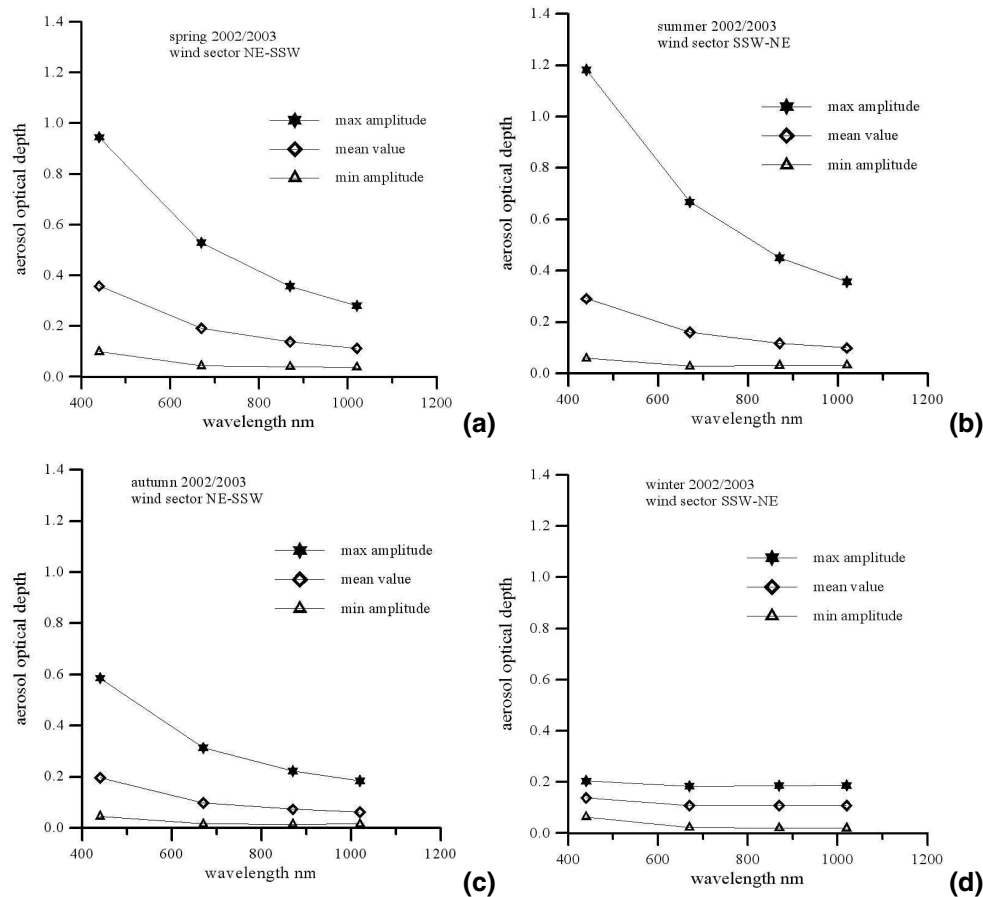 1.4
1.2
1.0
0.8
0.6
0.4
0.2
0.0
aerosol optical depth
spring 2002/2003
wind sector NE-SSW
max amplitude
mean value
min amplitude
400 600 800 1000 1200
wavelength nm
(a)
1.4
1.2
1.0
0.8
0.6
0.4
0.2
0.0
aerosol optical depth
summer 2002/2003
wind sector SSW-NE
max amplitude
mean value
min amplitude
400 600 800 1000 1200
wavelength nm
(b)
1.4
1.2
1.0
0.8
0.6
0.4
0.2
0.0
aerosol optical depth
autumn 2002/2003
wind sector NE-SSW
max amplitude
mean value
min amplitude
400 600 800 1000 1200
wavelength nm
(c)
1.4
1.2
1.0
0.8
0.6
0.4
0.2
0.0
aerosol optical depth
winter 2002/2003
wind sector SSW-NE
max amplitude
mean value
min amplitude
400 600 800 1000 1200
wavelength nm
(d)